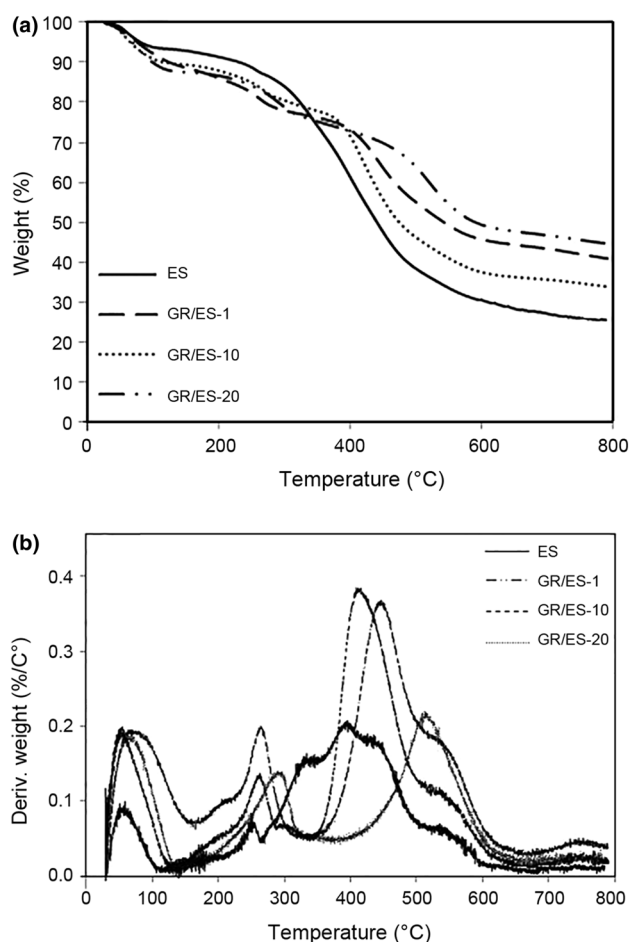 (a)
100
90
80
70
60
50
40
30
20
10
0
Weight (%)
ES
GR/ES-1
GR/ES-10
GR/ES-20
0 200 400 600 800
Temperature (°C)
(b)
0.4
0.3
0.2
0.1
0.0
Deriv. weight (%/C°)
ES
GR/ES-1
GR/ES-10
GR/ES-20
0 100 200 300 400 500 600 700 800
Temperature (°C)